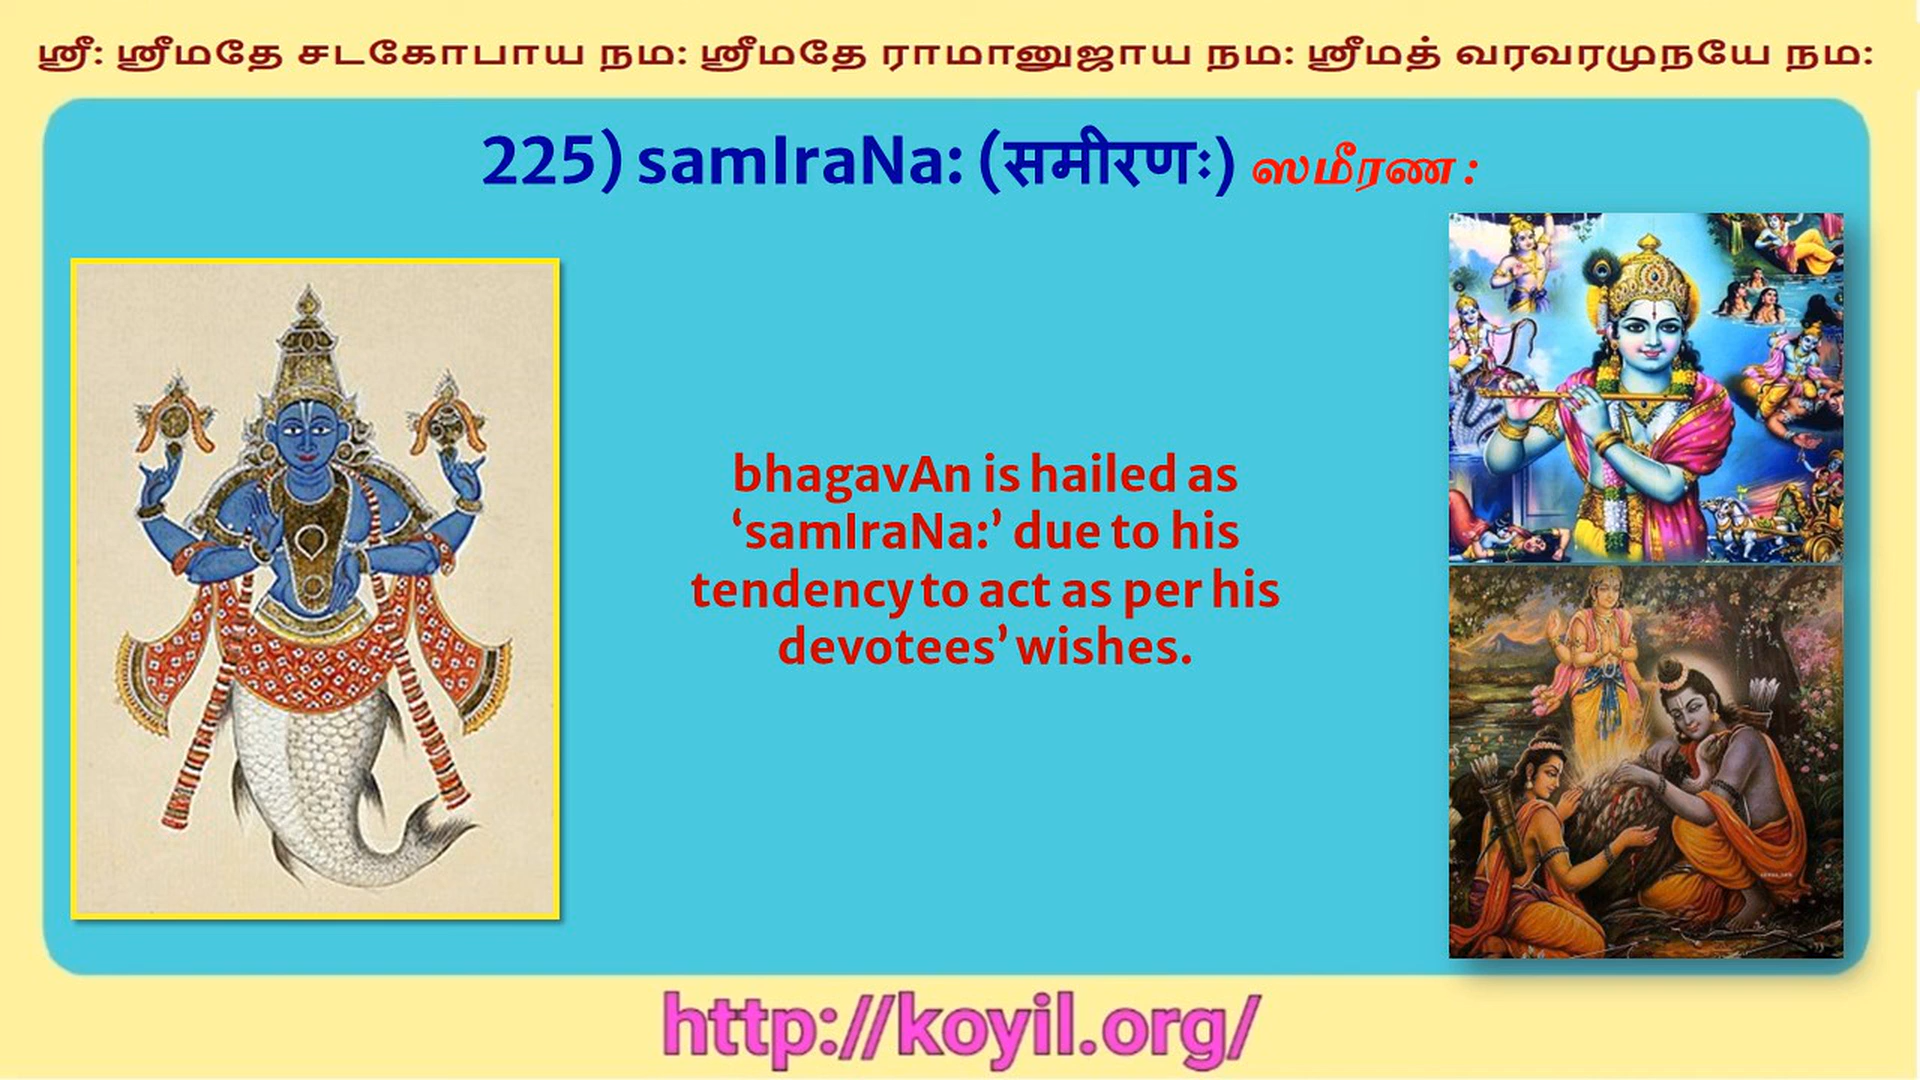 ஸ்ரீ: ஸ்ரீமதே சடகோபாய நம: ஸ்ரீமதே ராமானுஜாய நம: ஸ்ரீமத் வரவரமுநயே நம:
225) samIraNa: (समीरणः) ஸமீரண:
bhagavAn is hailed as
‘samIraNa:’ due to his
tendency to act as per his
devotees’ wishes.
http://koyil.org/